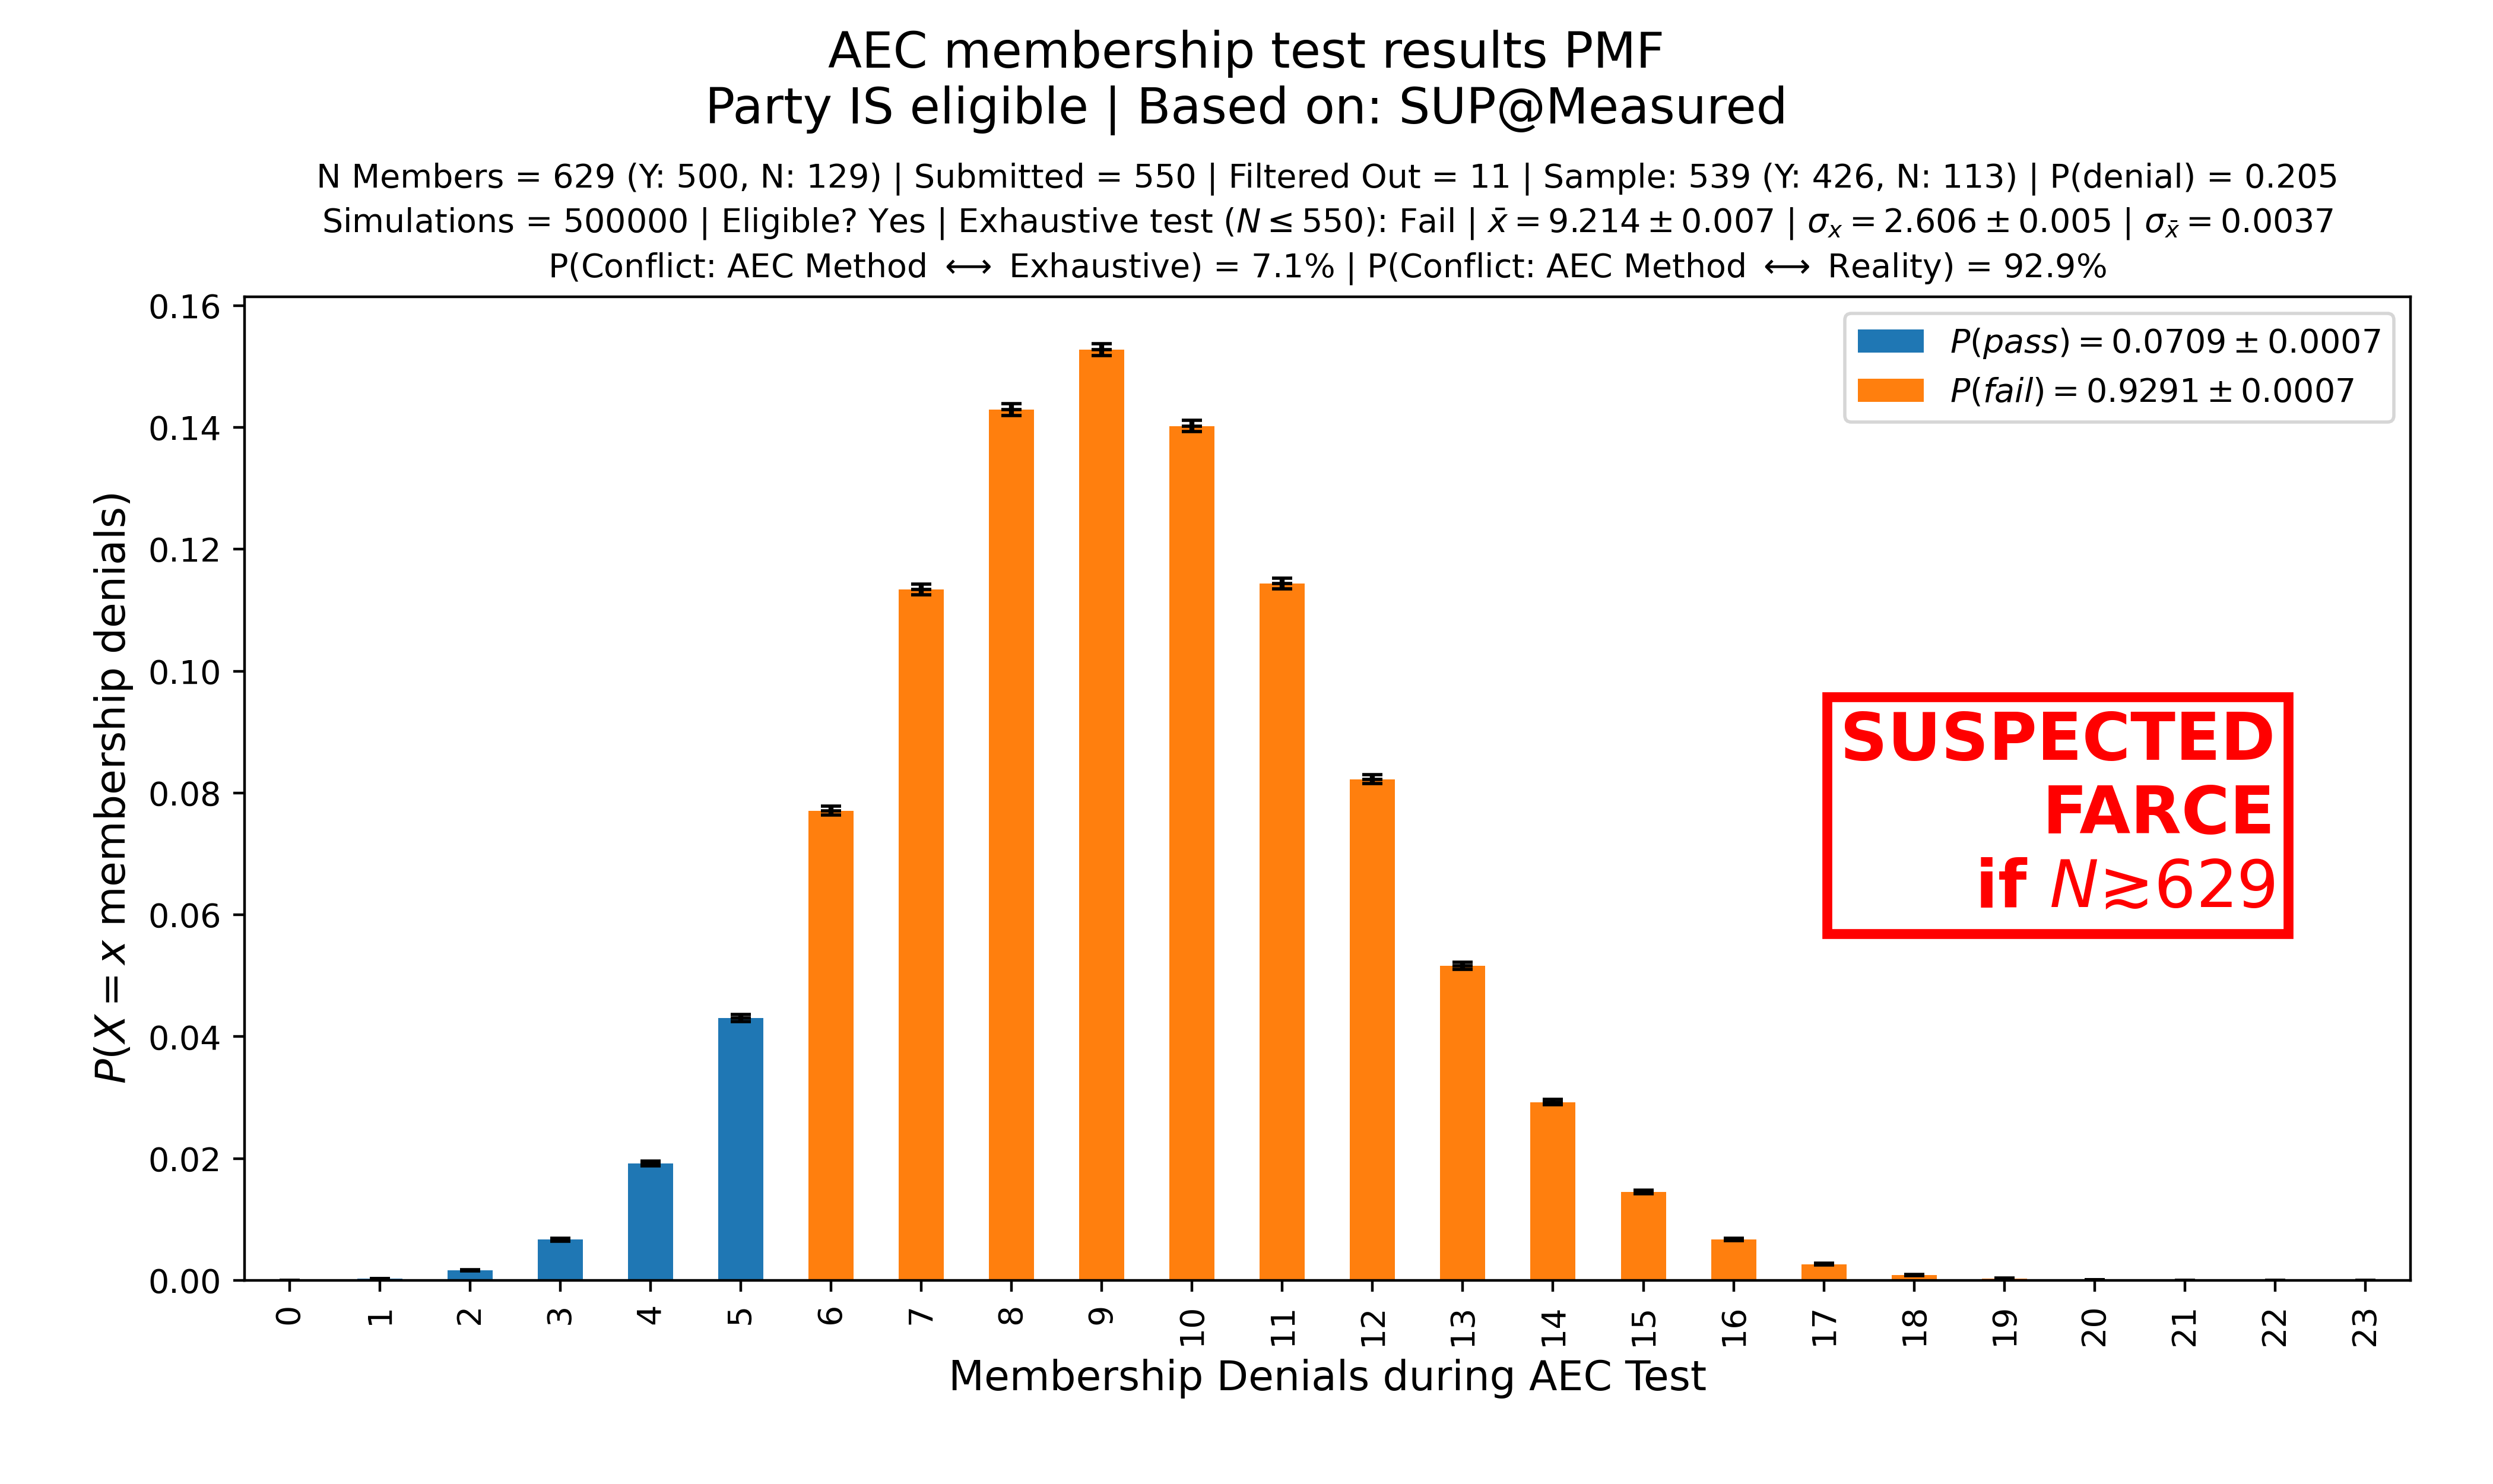 AEC membership test results PMF
Party IS eligible | Based on: SUP@Measured
N Members = 629 (Y: 500, N: 129) | Submitted = 550 | Filtered Out = 11 | Sample: 539 (Y: 426, N: 113) | P(denial) = 0.205
Simulations = 500000 | Eligible? Yes | Exhaustive test (N ≤ 550): Fail | x̄ = 9.214 ± 0.007 | σₓ = 2.606 ± 0.005 | σ_x̄ = 0.0037
P(Conflict: AEC Method ⟷ Exhaustive) = 7.1% | P(Conflict: AEC Method ⟷ Reality) = 92.9%
P(pass) = 0.0709 ± 0.0007
P(fail) = 0.9291 ± 0.0007
P(X = x membership denials)
0.16
0.14
0.12
0.10
0.08
0.06
0.04
0.02
0.00
SUSPECTED
FARCE
if N⪆629
0 1 2 3 4 5 6 7 8 9 10 11 12 13 14 15 16 17 18 19 20 21 22 23
Membership Denials during AEC Test